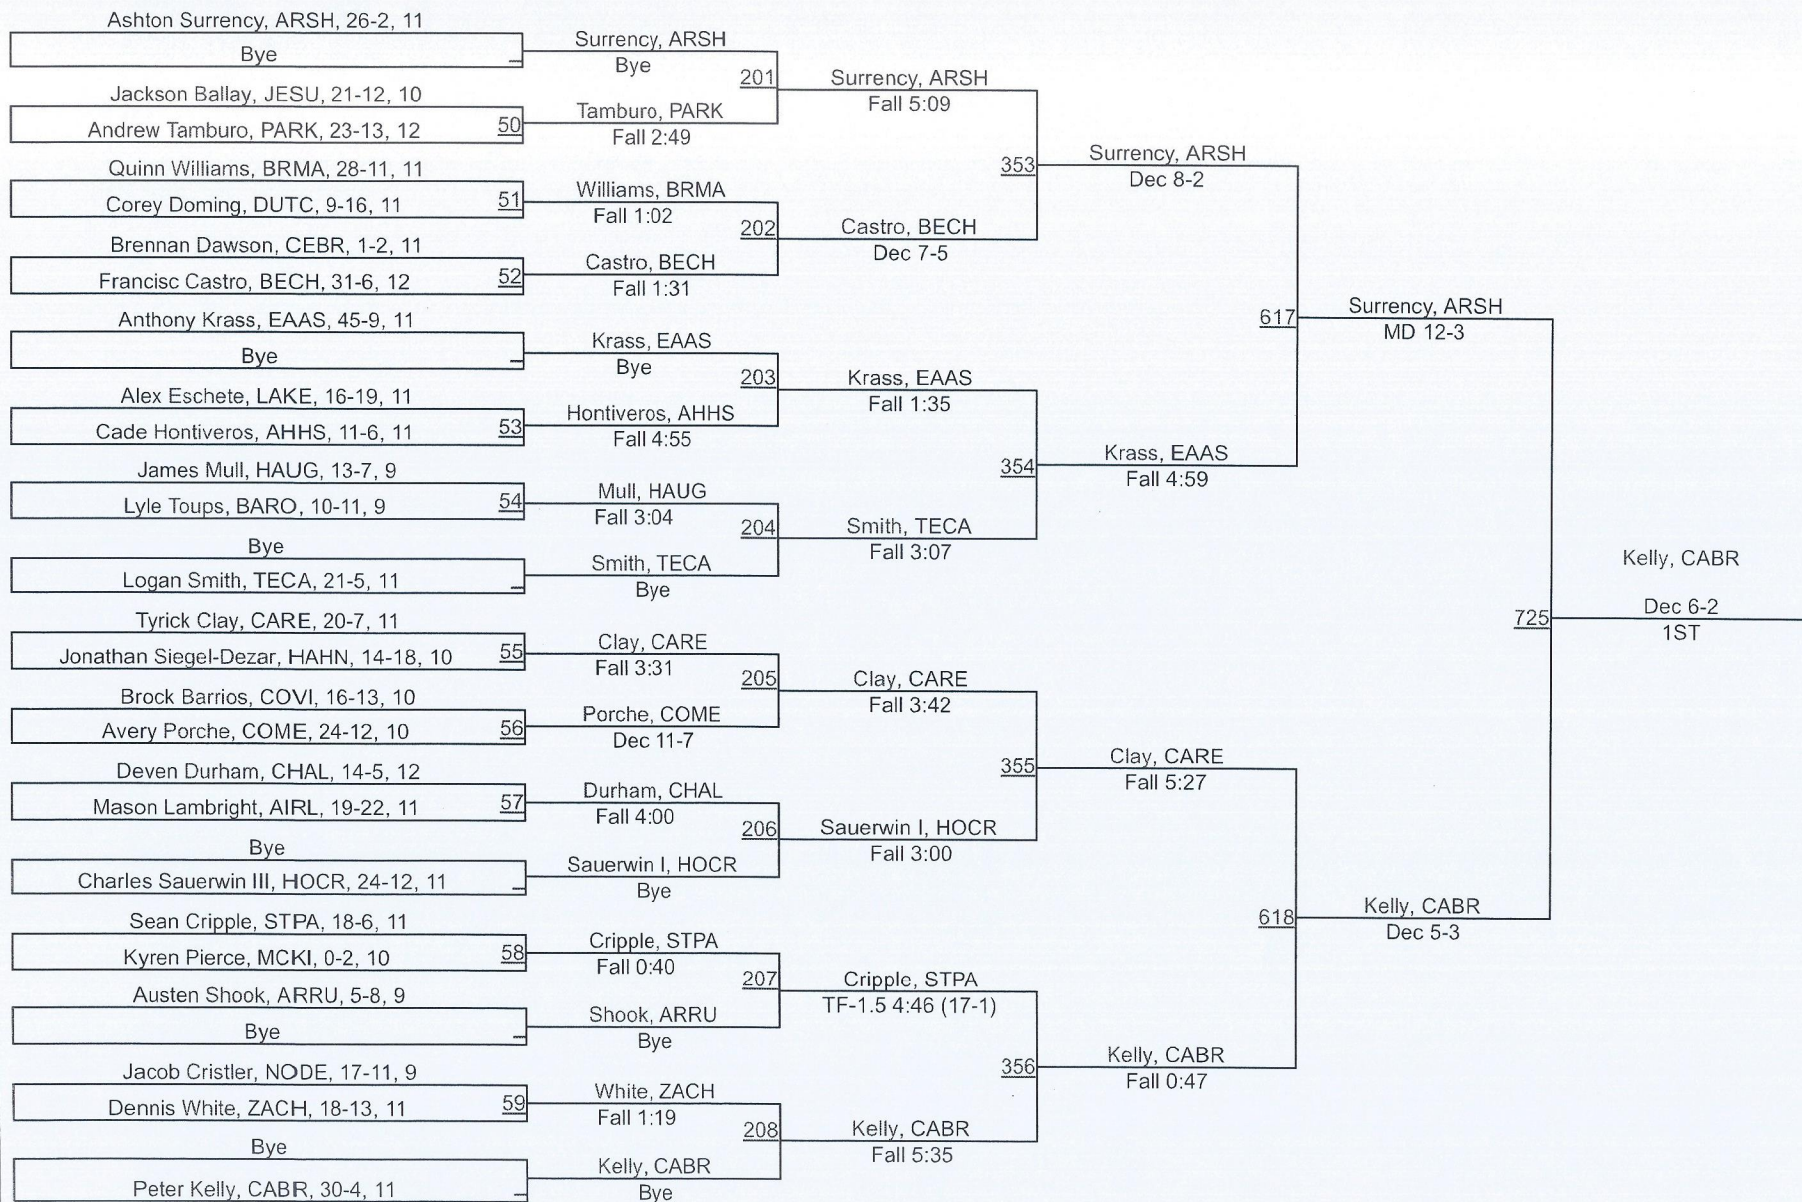 Ashton Surrency, ARSH, 26-2, 11
Bye
Jackson Ballay, JESU, 21-12, 10
Andrew Tamburo, PARK, 23-13, 12
50
Quinn Williams, BRMA, 28-11, 11
Corey Doming, DUTC, 9-16, 11
51
Brennan Dawson, CEBR, 1-2, 11
Francisc Castro, BECH, 31-6, 12
52
Anthony Krass, EAAS, 45-9, 11
Bye
Alex Eschete, LAKE, 16-19, 11
Cade Hontiveros, AHHS, 11-6, 11
53
James Mull, HAUG, 13-7, 9
Lyle Toups, BARO, 10-11, 9
54
Bye
Logan Smith, TECA, 21-5, 11
Tyrick Clay, CARE, 20-7, 11
Jonathan Siegel-Dezar, HAHN, 14-18, 10
55
Brock Barrios, COVI, 16-13, 10
Avery Porche, COME, 24-12, 10
56
Deven Durham, CHAL, 14-5, 12
Mason Lambright, AIRL, 19-22, 11
57
Bye
Charles Sauerwin III, HOCR, 24-12, 11
Sean Cripple, STPA, 18-6, 11
Kyren Pierce, MCKI, 0-2, 10
58
Austen Shook, ARRU, 5-8, 9
Bye
Jacob Cristler, NODE, 17-11, 9
Dennis White, ZACH, 18-13, 11
59
Bye
Peter Kelly, CABR, 30-4, 11
Surrency, ARSH
Bye
201
Tamburo, PARK
Fall 2:49
Williams, BRMA
Fall 1:02
202
Castro, BECH
Fall 1:31
Krass, EAAS
Bye
203
Hontiveros, AHHS
Fall 4:55
Mull, HAUG
Fall 3:04
204
Smith, TECA
Bye
Clay, CARE
Fall 3:31
205
Porche, COME
Dec 11-7
Durham, CHAL
Fall 4:00
206
Sauerwin I, HOCR
Bye
Cripple, STPA
Fall 0:40
207
Shook, ARRU
Bye
White, ZACH
Fall 1:19
208
Kelly, CABR
Bye
Surrency, ARSH
Fall 5:09
353
Castro, BECH
Dec 7-5
Krass, EAAS
Fall 1:35
354
Smith, TECA
Fall 3:07
Clay, CARE
Fall 3:42
355
Sauerwin I, HOCR
Fall 3:00
Cripple, STPA
TF-1.5 4:46 (17-1)
356
Kelly, CABR
Fall 5:35
Surrency, ARSH
Dec 8-2
617
Krass, EAAS
Fall 4:59
Clay, CARE
Fall 5:27
618
Kelly, CABR
Fall 0:47
Surrency, ARSH
MD 12-3
725
Kelly, CABR
Dec 5-3
Kelly, CABR
Dec 6-2
1ST